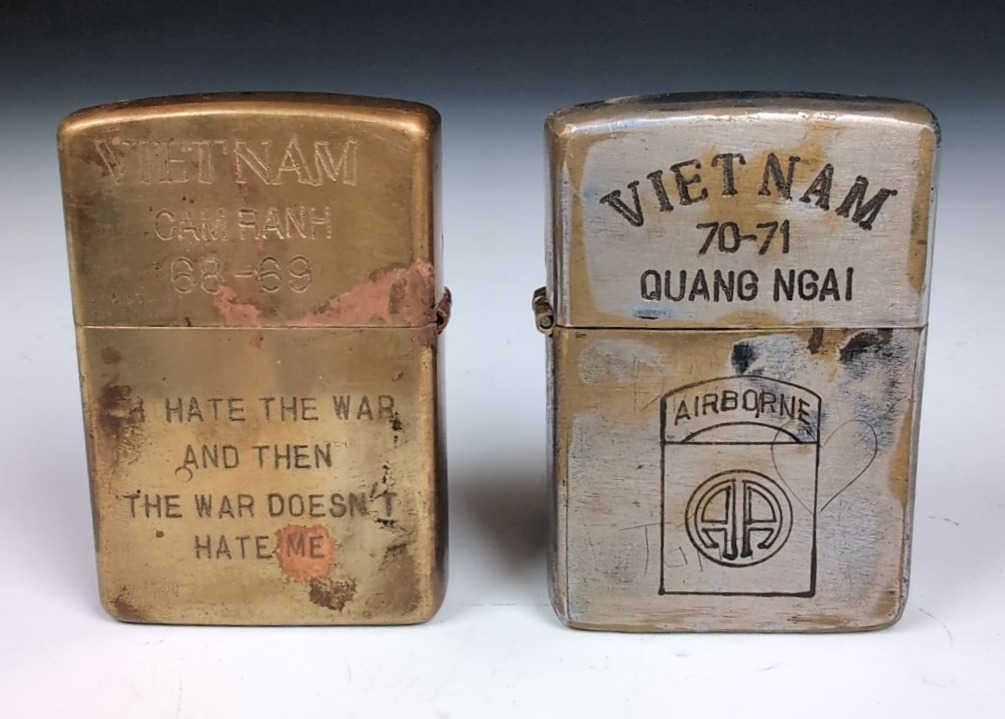 VIETNAM
CAM RANH
68-69
I HATE THE WAR
AND THEN
THE WAR DOESN'T
HATE ME
VIETNAM
70-71
QUANG NGAI
AIRBORNE
AA